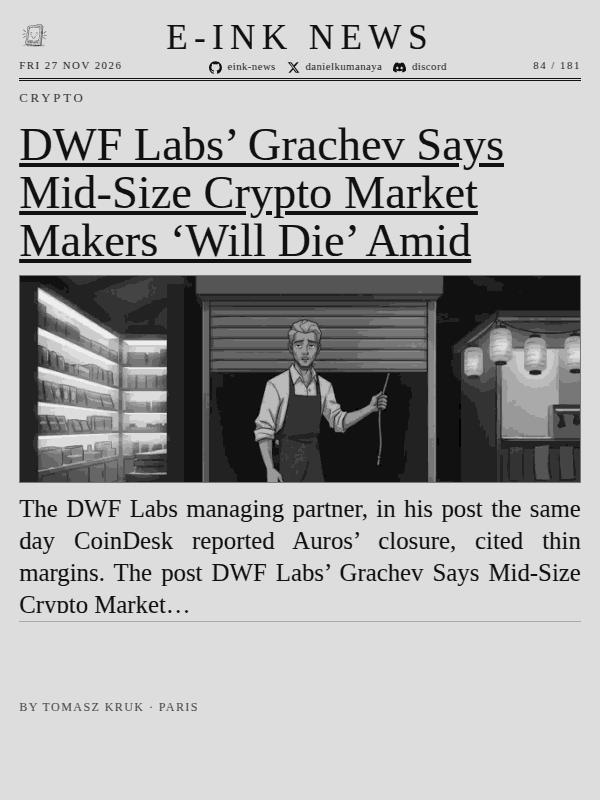 E-INK NEWS
FRI 27 NOV 2026
eink-news danielkumanaya discord
84 / 181
CRYPTO
DWF Labs’ Grachev Says
Mid-Size Crypto Market
Makers ‘Will Die’ Amid
The DWF Labs managing partner, in his post the same
day CoinDesk reported Auros’ closure, cited thin
margins. The post DWF Labs’ Grachev Says Mid-Size
Crypto Market…
BY TOMASZ KRUK · PARIS